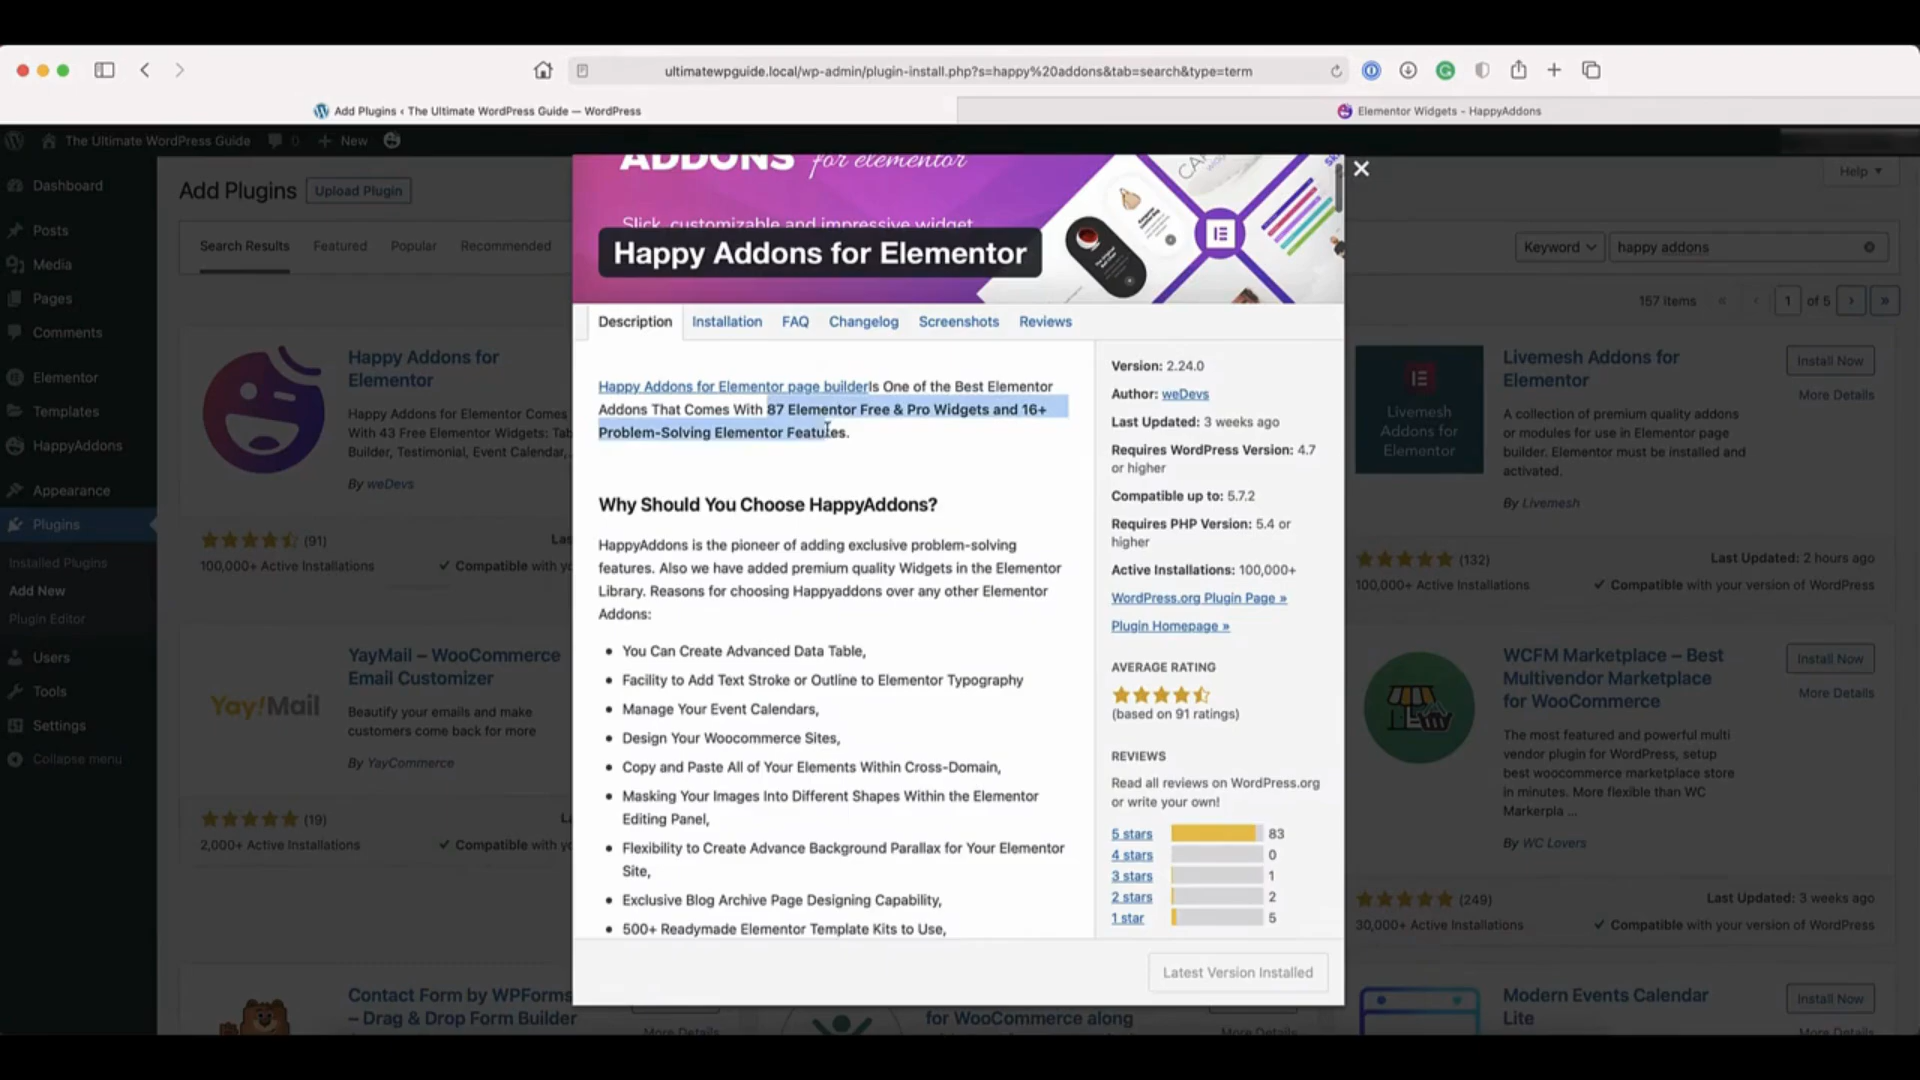 ultimatewpguide.local/wp-admin/plugin-install.php?s=happy%20addons&tab=search&type=term
Add Plugins ‹ The Ultimate WordPress Guide — WordPress
Elementor Widgets - HappyAddons
The Ultimate WordPress Guide
0
New
Dashboard
Posts
Media
Pages
Comments
Elementor
Templates
HappyAddons
Appearance
Plugins
Installed Plugins
Add New
Plugin Editor
Users
Tools
Settings
Collapse menu
Add Plugins
Upload Plugin
Help
Search Results
Featured
Popular
Recommended
Keyword
happy addons
157 items
«
‹
1
of 5
›
»
Happy Addons for
Elementor
Happy Addons for Elementor Comes
With 43 Free Elementor Widgets: Tab
Builder, Testimonial, Event Calendar,
By weDevs
(91)
100,000+ Active Installations
Compatible with
YayMail – WooCommerce
Email Customizer
Yay!Mail
Beautify your emails and make
customers come back for more
By YayCommerce
(19)
2,000+ Active Installations
Compatible with
Contact Form by WPForms
– Drag & Drop Form Builder
ADDONS for elementor
Slick, customizable and impressive widget
Happy Addons for Elementor
Description
Installation
FAQ
Changelog
Screenshots
Reviews
Happy Addons for Elementor page builderIs One of the Best Elementor
Addons That Comes With 87 Elementor Free & Pro Widgets and 16+
Problem-Solving Elementor Features.
Why Should You Choose HappyAddons?
HappyAddons is the pioneer of adding exclusive problem-solving
features. Also we have added premium quality Widgets in the Elementor
Library. Reasons for choosing Happyaddons over any other Elementor
Addons:
• You Can Create Advanced Data Table,
• Facility to Add Text Stroke or Outline to Elementor Typography
• Manage Your Event Calendars,
• Design Your Woocommerce Sites,
• Copy and Paste All of Your Elements Within Cross-Domain,
• Masking Your Images Into Different Shapes Within the Elementor
Editing Panel,
• Flexibility to Create Advance Background Parallax for Your Elementor
Site,
• Exclusive Blog Archive Page Designing Capability,
• 500+ Readymade Elementor Template Kits to Use,
Version: 2.24.0
Author: weDevs
Last Updated: 3 weeks ago
Requires WordPress Version: 4.7
or higher
Compatible up to: 5.7.2
Requires PHP Version: 5.4 or
higher
Active Installations: 100,000+
WordPress.org Plugin Page »
Plugin Homepage »
AVERAGE RATING
(based on 91 ratings)
REVIEWS
Read all reviews on WordPress.org
or write your own!
5 stars 83
4 stars 0
3 stars 1
2 stars 2
1 star 5
Latest Version Installed
for WooCommerce along
More Details
More Details
Livemesh
Addons for
Elementor
Livemesh Addons for
Elementor
Install Now
More Details
A collection of premium quality addons
or modules for use in Elementor page
builder. Elementor must be installed and
activated.
By Livemesh
(132)
Last Updated: 2 hours ago
100,000+ Active Installations
Compatible with your version of WordPress
WCFM Marketplace – Best
Multivendor Marketplace
for WooCommerce
Install Now
More Details
The most featured and powerful multi
vendor plugin for WordPress, setup
best woocommerce marketplace store
in minutes. More flexible than WC
Markerpla ...
By WC Lovers
(249)
Last Updated: 3 weeks ago
30,000+ Active Installations
Compatible with your version of WordPress
Modern Events Calendar
Lite
Install Now
More Details